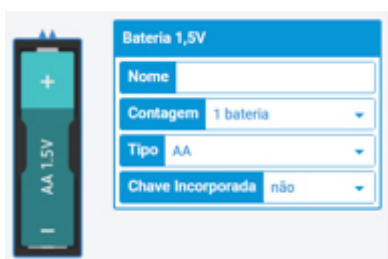 Bateria 1,5V
Nome
Contagem 1 bateria
Tipo AA
Chave Incorporada não
+
AA 1.5V
-